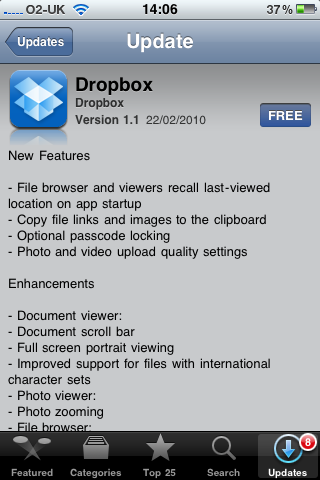 O2-UK 14:06 37%
Updates Update
Dropbox
Dropbox
Version 1.1 22/02/2010
FREE
New Features
- File browser and viewers recall last-viewed
location on app startup
- Copy file links and images to the clipboard
- Optional passcode locking
- Photo and video upload quality settings
Enhancements
- Document viewer:
- Document scroll bar
- Full screen portrait viewing
- Improved support for files with international
character sets
- Photo viewer:
- Photo zooming
- File browser:
8
Featured Categories Top 25 Search Updates